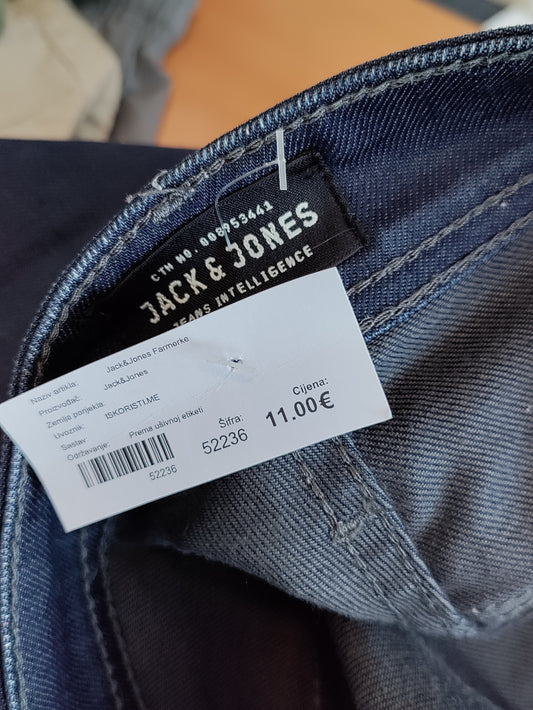 CTH NO. 008953441
JACK & JONES
JEANS INTELLIGENCE
Naziv artikla: Jack&Jones Farmerke
Proizvođač: Jack&Jones
Zemlja porijekla:
Uvoznik: ISKORISTI.ME
Sastav
Održavanje: Prema ušivnoj etiketi
52236
Šifra:
52236
Cijena:
11.00€